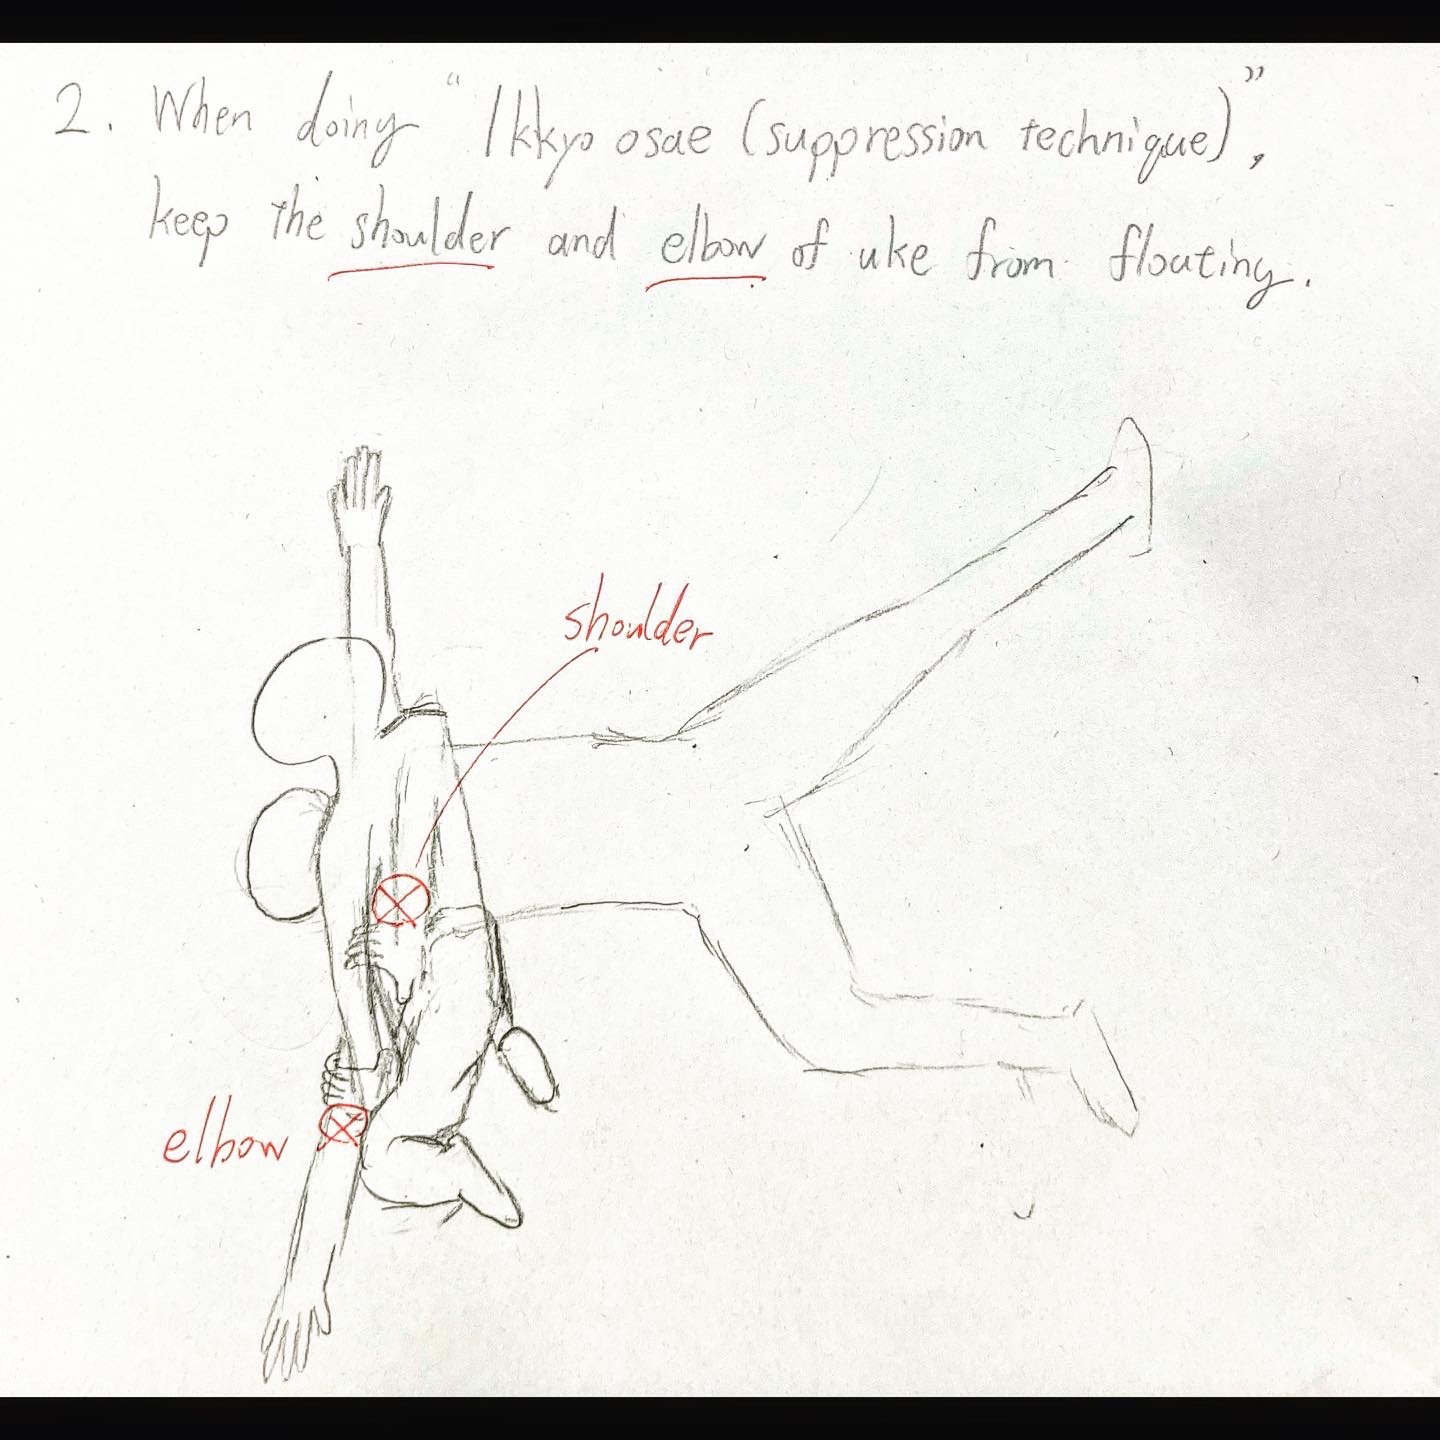 2. When doing "Ikkyo osae (suppression technique)",
keep the shoulder and elbow of uke from floating.
shoulder
elbow